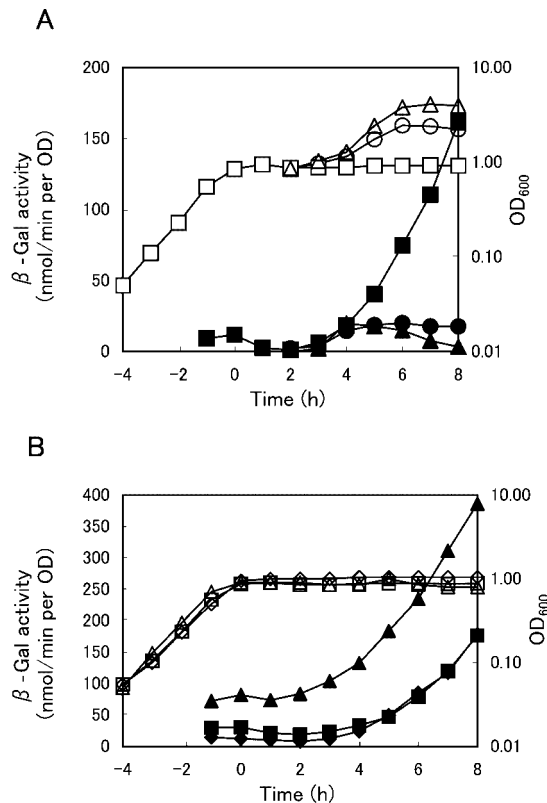 A
200
150
100
50
0
β-Gal activity
(nmol/min per OD)
10.00
1.00
0.10
0.01
OD600
-4 -2 0 2 4 6 8
Time (h)
B
400
350
300
250
200
150
100
50
0
β-Gal activity
(nmol/min per OD)
10.00
1.00
0.10
0.01
OD600
-4 -2 0 2 4 6 8
Time (h)